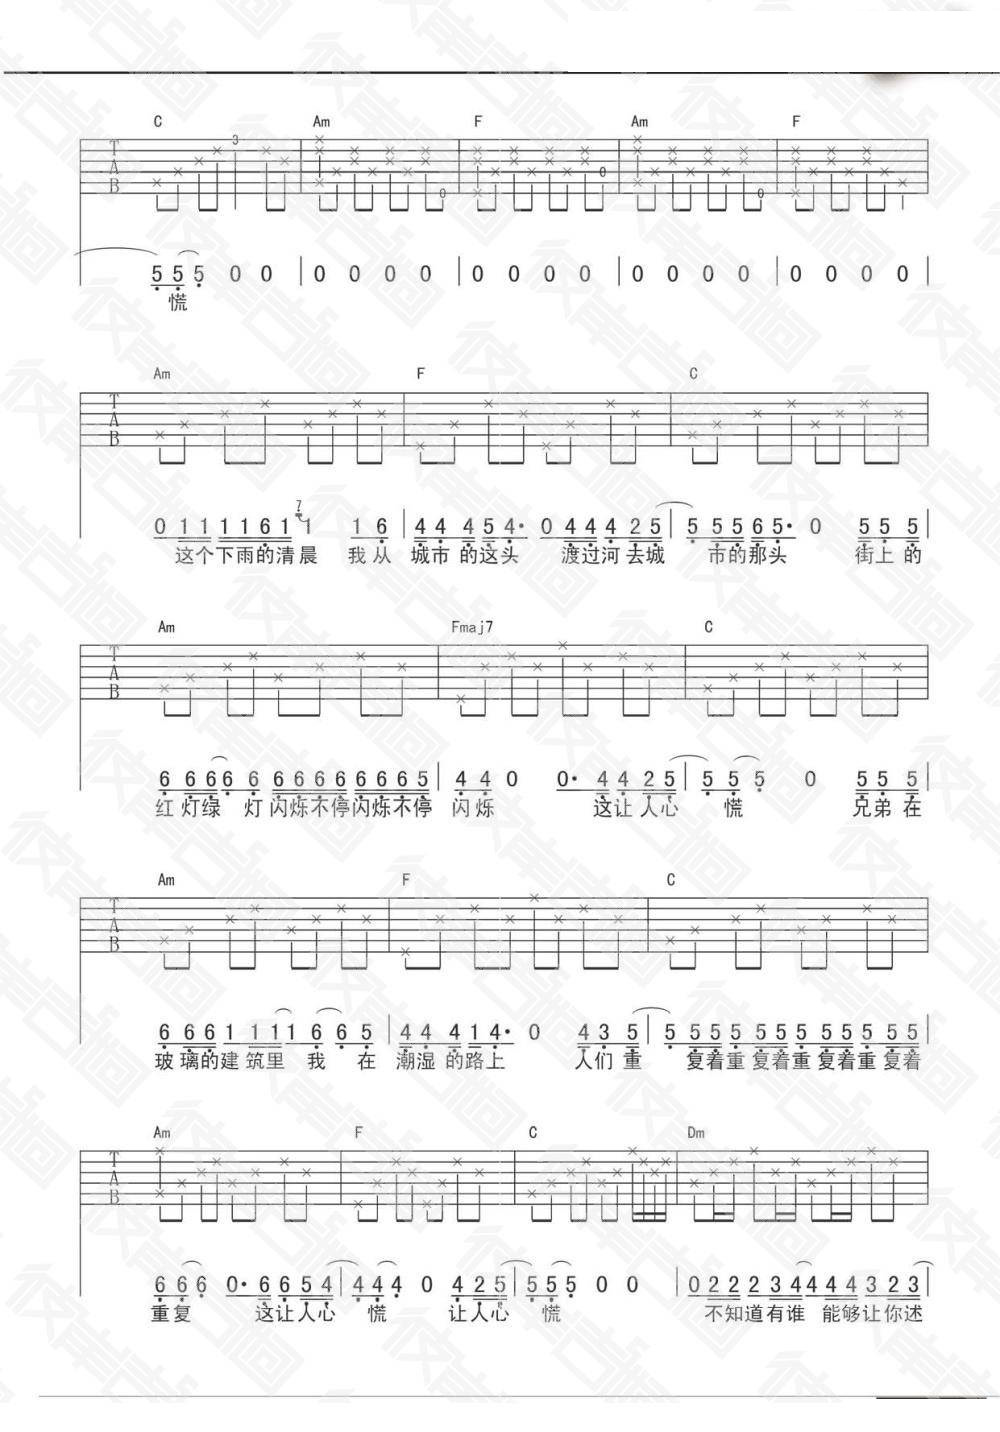 C Am F Am F
3
T
A
B
0 0 0
5 5 5 0 0 | 0 0 0 0 | 0 0 0 0 | 0 0 0 0 | 0 0 0 0 |
慌
Am F C
T
A
B
7
0 1 1 1 1 6 1 1 1 6 | 4 4 4 5 4· 0 4 4 4 2 5 | 5 5 5 6 5· 0 5 5 5 |
这个下雨的清晨 我从 城市 的这头 渡过河 去城 市的那头 街上的
Am Fmaj7 C
T
A
B
6 6 6 6 6 6 6 6 6 6 6 6 5 | 4 4 0 0· 4 4 2 5 | 5 5 5 0 5 5 5 |
红 灯绿 灯 闪烁不停闪烁不停 闪烁 这让 人心 慌 兄弟 在
Am F C
T
A
B
6 6 6 1 1 1 1 6 6 5 | 4 4 4 1 4· 0 4 3 5 | 5 5 5 5 5 5 5 5 5 5 5 5 |
玻 璃的建 筑里 我 在 潮湿 的路上 人们 重 复着重 复着重 复着重 复着
Am F C Dm
T
A
B
6 6 6 0· 6 6 5 4 | 4 4 4 0 4 2 5 | 5 5 5 0 0 | 0 2 2 2 3 4 4 4 4 3 2 3 |
重复 这让人心 慌 让人心 慌 不知道有谁 能够让你述
彼岸吉他